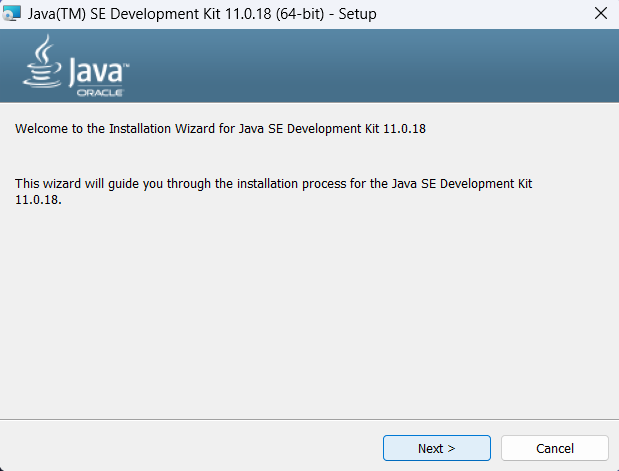 Java(TM) SE Development Kit 11.0.18 (64-bit) - Setup
Java™
ORACLE
Welcome to the Installation Wizard for Java SE Development Kit 11.0.18
This wizard will guide you through the installation process for the Java SE Development Kit
11.0.18.
Next >
Cancel